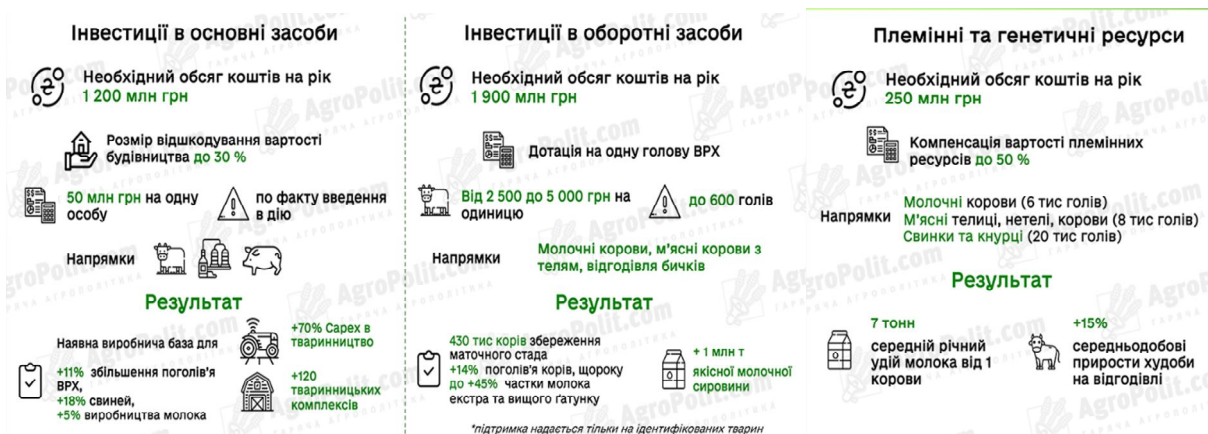 Інвестиції в основні засоби
Необхідний обсяг коштів на рік
1 200 млн грн
Розмір відшкодування вартості
будівництва до 30 %
50 млн грн на одну
особу
по факту введення
в дію
Напрямки
Результат
Наявна виробнича база для
+11% збільшення поголів'я
ВРХ,
+18% свиней,
+5% виробництва молока
+70% Capex в
тваринництво
+120
тваринницьких
комплексів
Інвестиції в оборотні засоби
Необхідний обсяг коштів на рік
1 900 млн грн
Дотація на одну голову ВРХ
Від 2 500 до 5 000 грн на
одиницю
до 600 голів
Напрямки
Молочні корови, м'ясні корови з
телям, відгодівля бичків
Результат
430 тис корів збереження
маточного стада
+14% поголів'я корів, щороку
до +45% частки молока
екстра та вищого ґатунку
+ 1 млн т
якісної молочної
сировини
*підтримка надається тільки на ідентифікованих тварин
Племінні та генетичні ресурси
Необхідний обсяг коштів на рік
250 млн грн
Компенсація вартості племінних
ресурсів до 50 %
Напрямки
Молочні корови (6 тис голів)
М'ясні телиці, нетелі, корови (8 тис голів)
Свинки та кнурці (20 тис голів)
Результат
7 тонн
середній річний
удій молока від 1
корови
+15%
середньодобові
прирости худоби
на відгодівлі
AgroPolit.com
ГАРЯЧА АГРОПОЛІТИКА